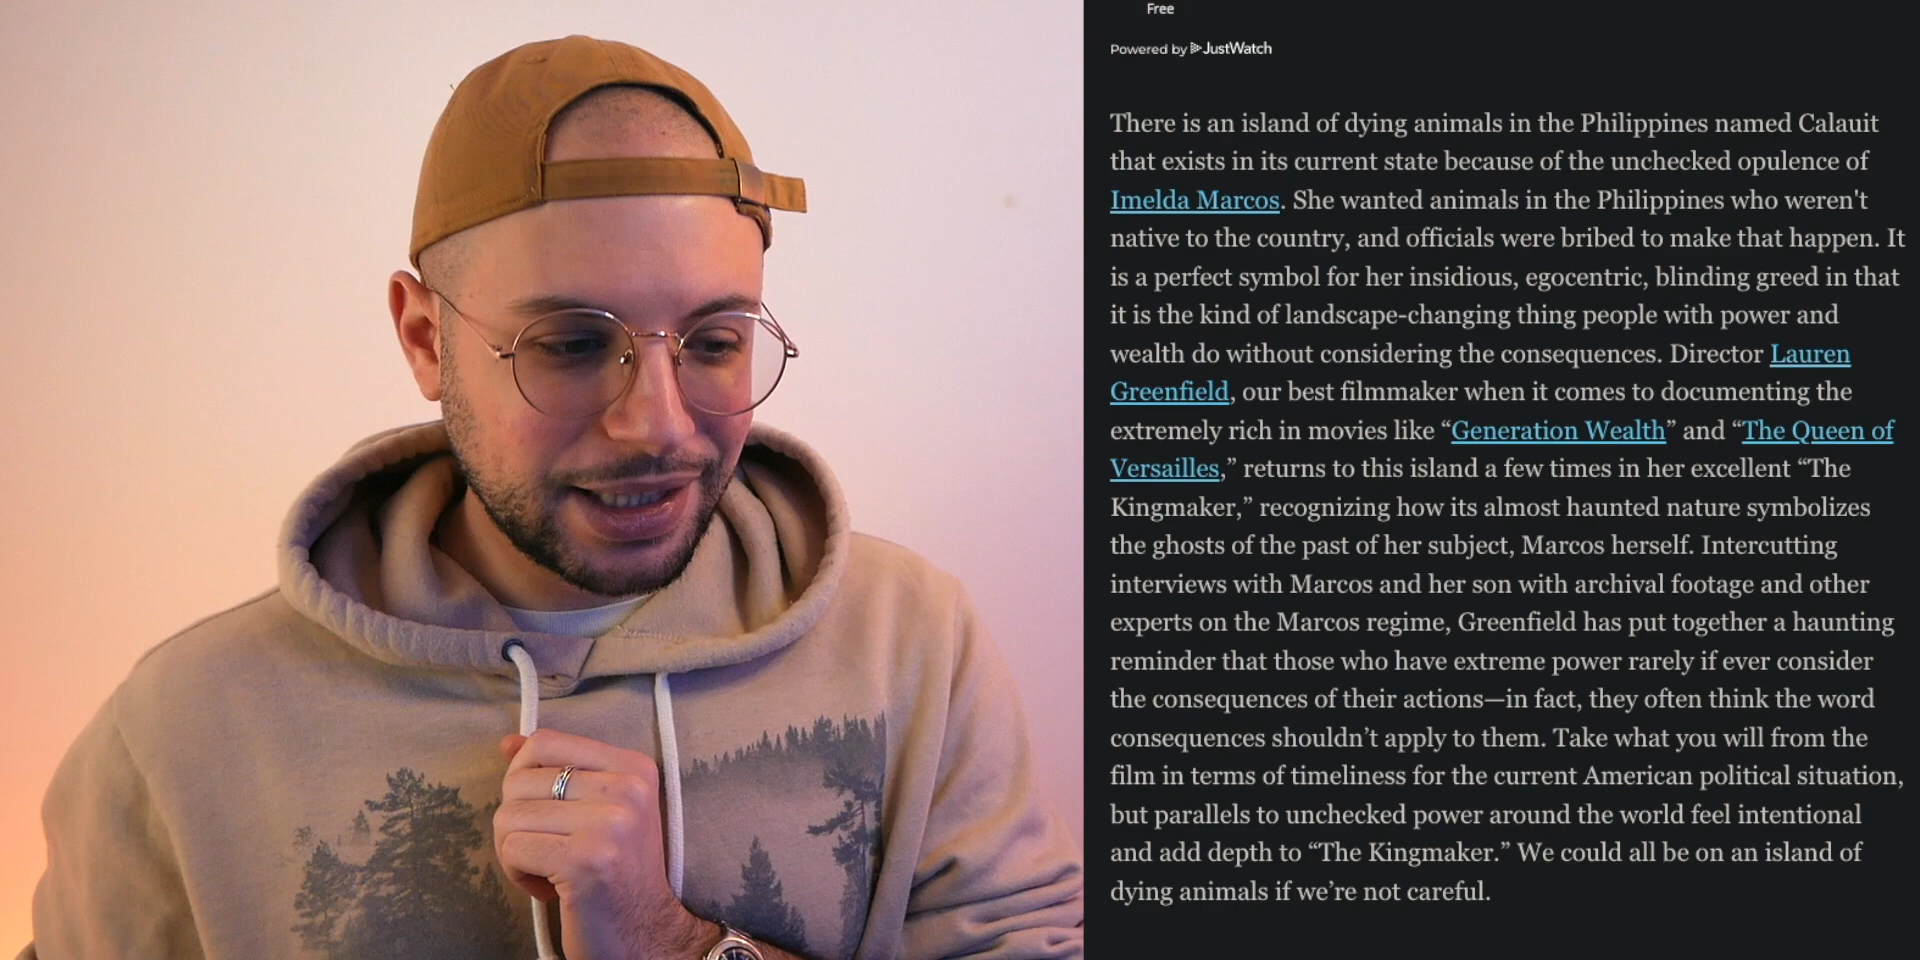 Free
Powered by JustWatch
There is an island of dying animals in the Philippines named Calauit
that exists in its current state because of the unchecked opulence of
Imelda Marcos. She wanted animals in the Philippines who weren't
native to the country, and officials were bribed to make that happen. It
is a perfect symbol for her insidious, egocentric, blinding greed in that
it is the kind of landscape-changing thing people with power and
wealth do without considering the consequences. Director Lauren
Greenfield, our best filmmaker when it comes to documenting the
extremely rich in movies like “Generation Wealth” and “The Queen of
Versailles,” returns to this island a few times in her excellent “The
Kingmaker,” recognizing how its almost haunted nature symbolizes
the ghosts of the past of her subject, Marcos herself. Intercutting
interviews with Marcos and her son with archival footage and other
experts on the Marcos regime, Greenfield has put together a haunting
reminder that those who have extreme power rarely if ever consider
the consequences of their actions—in fact, they often think the word
consequences shouldn’t apply to them. Take what you will from the
film in terms of timeliness for the current American political situation,
but parallels to unchecked power around the world feel intentional
and add depth to “The Kingmaker.” We could all be on an island of
dying animals if we’re not careful.